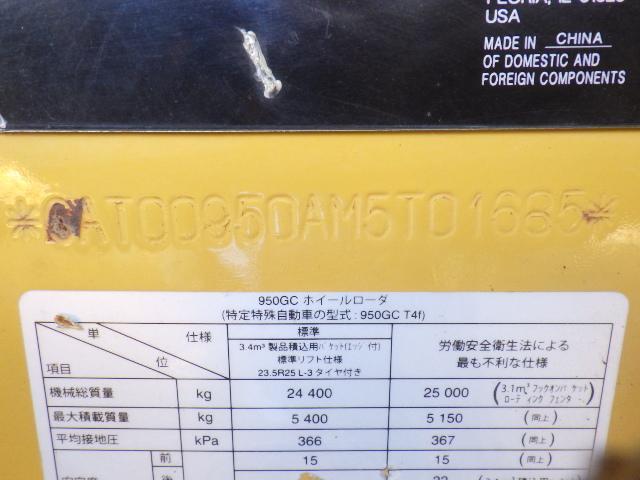 USA
MADE IN CHINA
OF DOMESTIC AND
FOREIGN COMPONENTS
*CAT00950AM5T01685*
950GC ホイールローダ
(特定特殊自動車の型式:950GC T4f)
単位 仕様 項目
標準
3.4m³ 製品積込用バケット(エッジ 付)
標準リフト仕様
23.5R25 L-3 タイヤ付き
労働安全衛生法による
最も不利な仕様
機械総質量 kg 24 400 25 000 (3.1m³ フックオンバケット ローディングフェンダー)
最大積載質量 kg 5 400 5 150 (同上)
平均接地圧 kPa 366 367 (同上)
前 15 15 (同上)